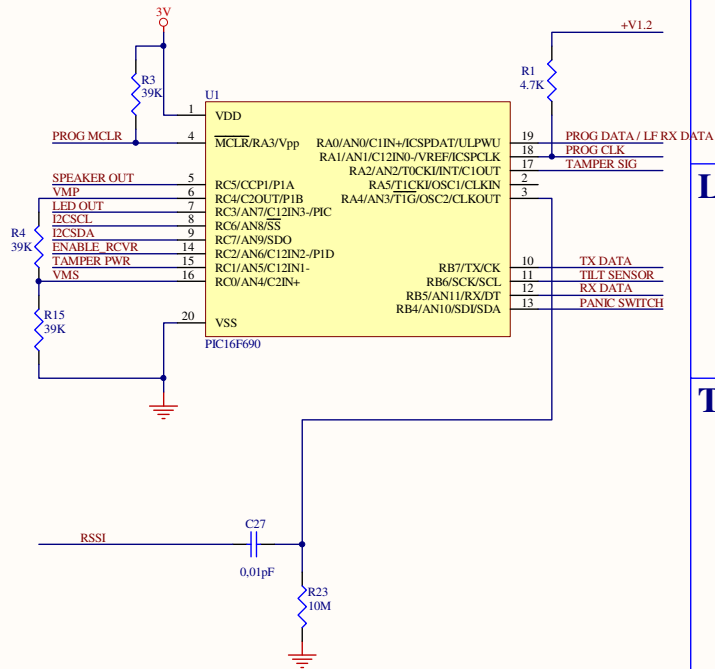 3V
+V1.2
R3
39K
R1
4.7K
U1
1 VDD
PROG MCLR 4 MCLR/RA3/Vpp
RA0/AN0/C1IN+/ICSPDAT/ULPWU 19 PROG DATA / LF RX DATA
RA1/AN1/C12IN0-/VREF/ICSPCLK 18 PROG CLK
RA2/AN2/T0CKI/INT/C1OUT 17 TAMPER SIG
SPEAKER OUT 5 RC5/CCP1/P1A
RA5/T1CKI/OSC1/CLKIN 2
VMP 6 RC4/C2OUT/P1B
RA4/AN3/T1G/OSC2/CLKOUT 3
LED OUT 7 RC3/AN7/C12IN3-/PIC
I2CSCL 8 RC6/AN8/SS
R4
39K
I2CSDA 9 RC7/AN9/SDO
ENABLE_RCVR 14 RC2/AN6/C12IN2-/P1D
TAMPER PWR 15 RC1/AN5/C12IN1-
RB7/TX/CK 10 TX DATA
VMS 16 RC0/AN4/C2IN+
RB6/SCK/SCL 11 TILT SENSOR
RB5/AN11/RX/DT 12 RX DATA
RB4/AN10/SDI/SDA 13 PANIC SWITCH
R15
39K
20 VSS
PIC16F690
L
T
C27
RSSI
0,01pF
R23
10M